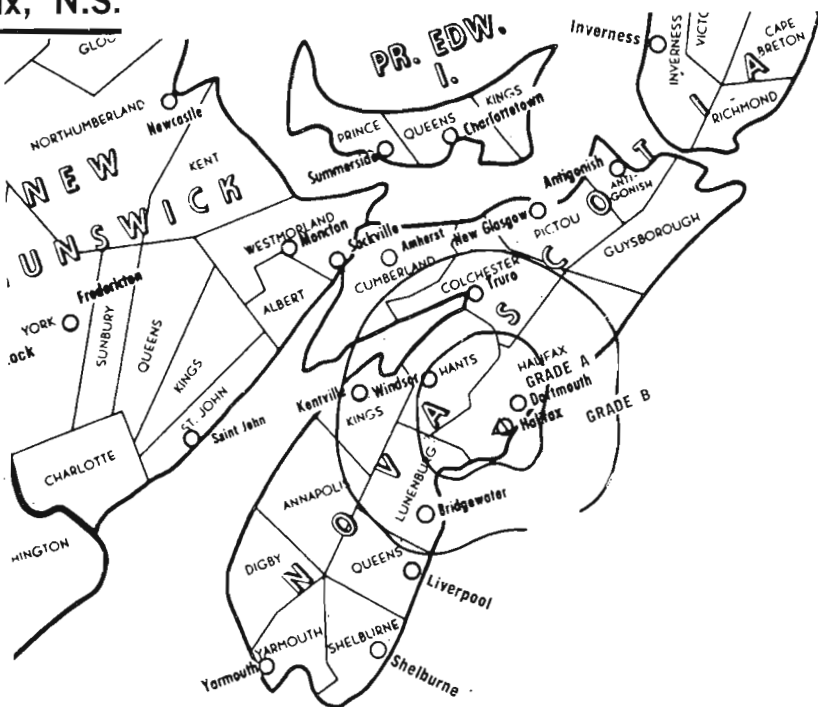 ix, N.S.
GLOU
PR. EDW. I.
Inverness
INVERNESS
VICTO
CAPE BRETON
RICHMOND
NORTHUMBERLAND
Newcastle
PRINCE
QUEENS
KINGS
Charlottetown
Summerside
NEW
KENT
UNSWICK
Antigonish
ANTI-GONISH
WESTMORLAND
Moncton
Sackville
Amherst
New Glasgow
PICTOU
GUYSBOROUGH
CUMBERLAND
COLCHESTER
Truro
Fredericton
ALBERT
YORK
ock
SUNBURY
QUEENS
KINGS
ST. JOHN
Saint John
CHARLOTTE
HINGTON
NOVA SCOTIA
HALIFAX
GRADE A
Dartmouth
Halifax
GRADE B
HANTS
Windsor
Kentville
KINGS
LUNENBURG
Bridgewater
ANNAPOLIS
DIGBY
QUEENS
Liverpool
YARMOUTH
Yarmouth
SHELBURNE
Shelburne